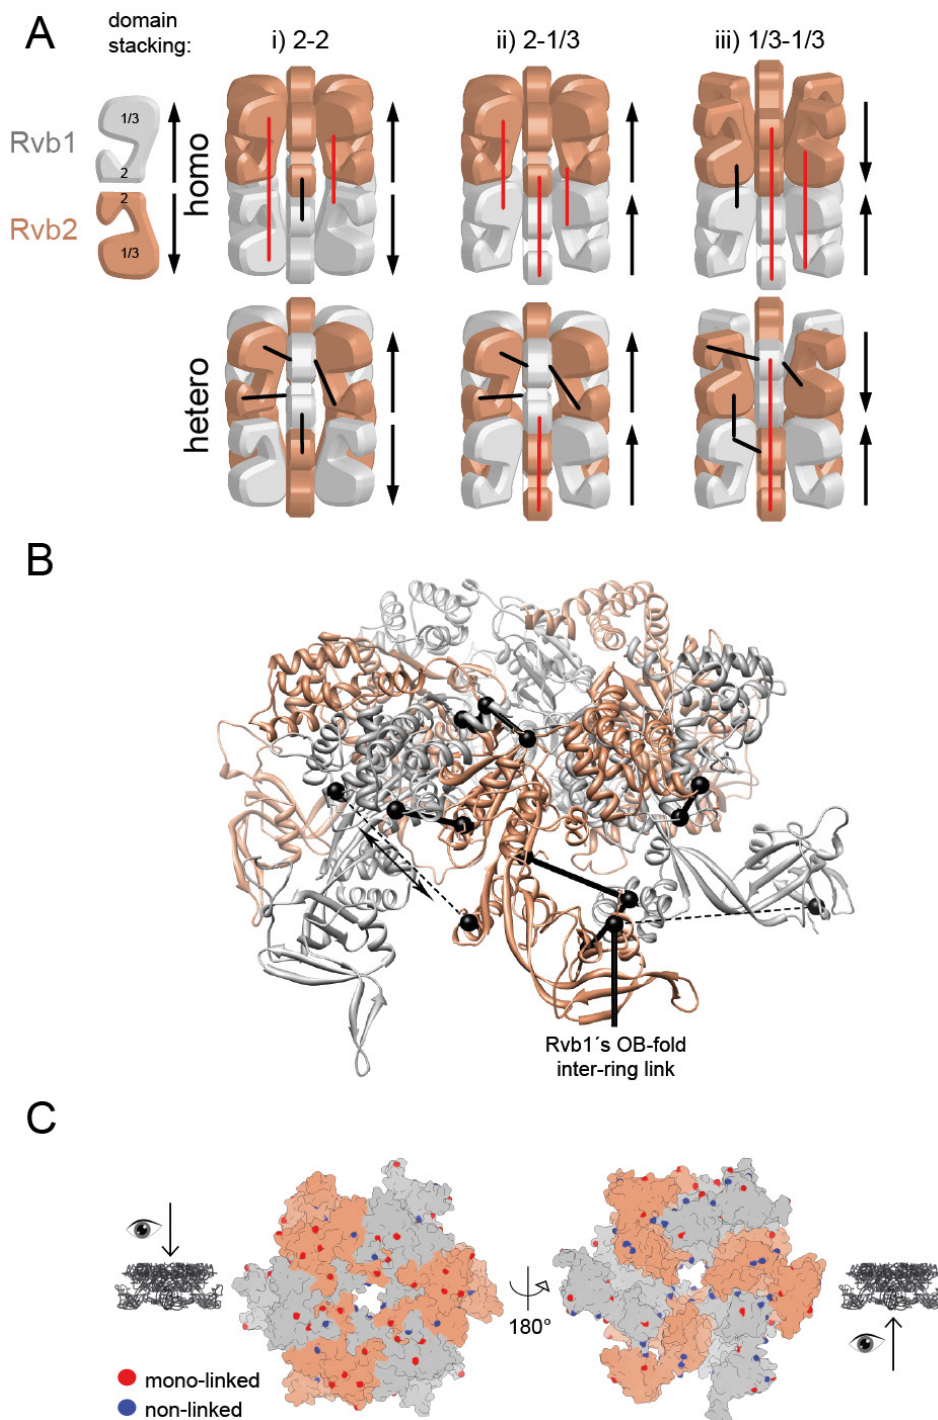 A
domain
stacking:
i) 2-2
ii) 2-1/3
iii) 1/3-1/3
Rvb1
1/3
2
homo
Rvb2
2
1/3
hetero
B
Rvb1´s OB-fold
inter-ring link
C
180°
mono-linked
non-linked